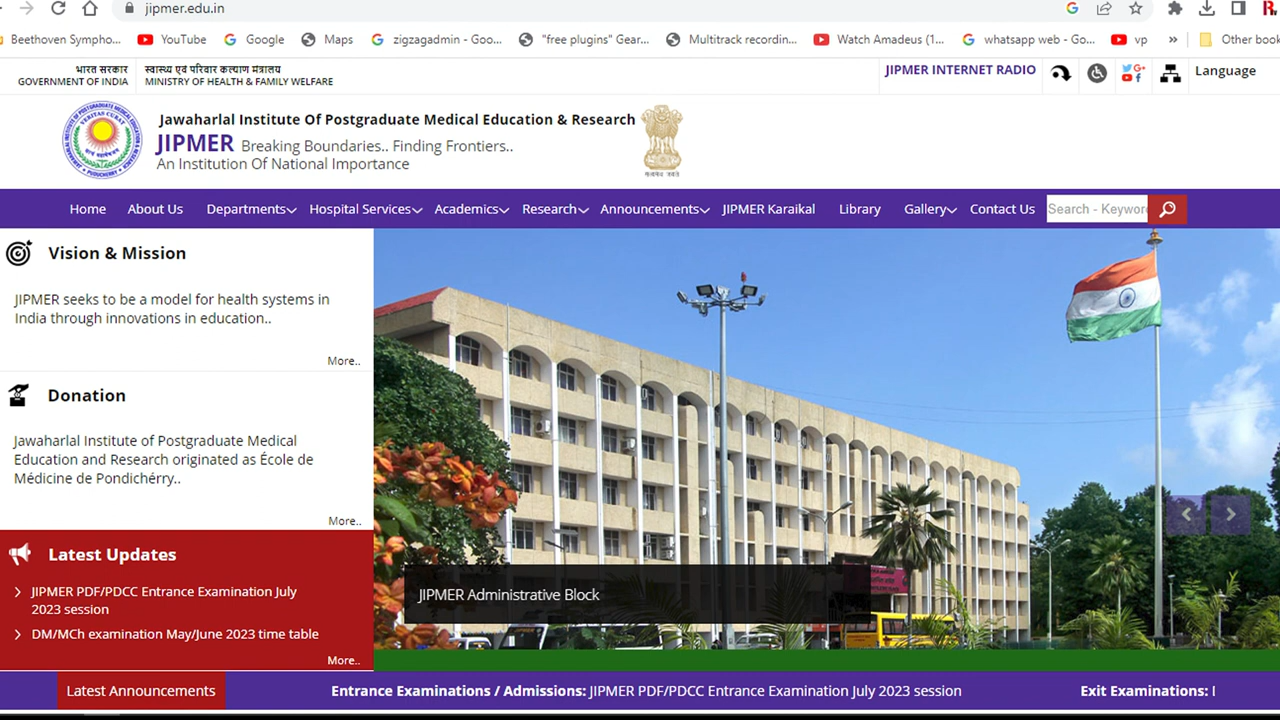 jipmer.edu.in
Beethoven Sympho...
YouTube
Google
Maps
zigzagadmin - Goo...
"free plugins" Gear...
Multitrack recordin...
Watch Amadeus (1...
whatsapp web - Go...
vp
»
Other book
भारत सरकार
GOVERNMENT OF INDIA
स्वास्थ्य एवं परिवार कल्याण मंत्रालय
MINISTRY OF HEALTH & FAMILY WELFARE
JIPMER INTERNET RADIO
Language
Jawaharlal Institute Of Postgraduate Medical Education & Research
JIPMER Breaking Boundaries.. Finding Frontiers..
An Institution Of National Importance
सत्यमेव जयते
Home
About Us
Departments
Hospital Services
Academics
Research
Announcements
JIPMER Karaikal
Library
Gallery
Contact Us
Search - Keywor
Vision & Mission
JIPMER seeks to be a model for health systems in
India through innovations in education..
More..
Donation
Jawaharlal Institute of Postgraduate Medical
Education and Research originated as École de
Médicine de Pondichérry..
More..
Latest Updates
JIPMER PDF/PDCC Entrance Examination July
2023 session
DM/MCh examination May/June 2023 time table
More..
JIPMER Administrative Block
Latest Announcements
Entrance Examinations / Admissions: JIPMER PDF/PDCC Entrance Examination July 2023 session
Exit Examinations: